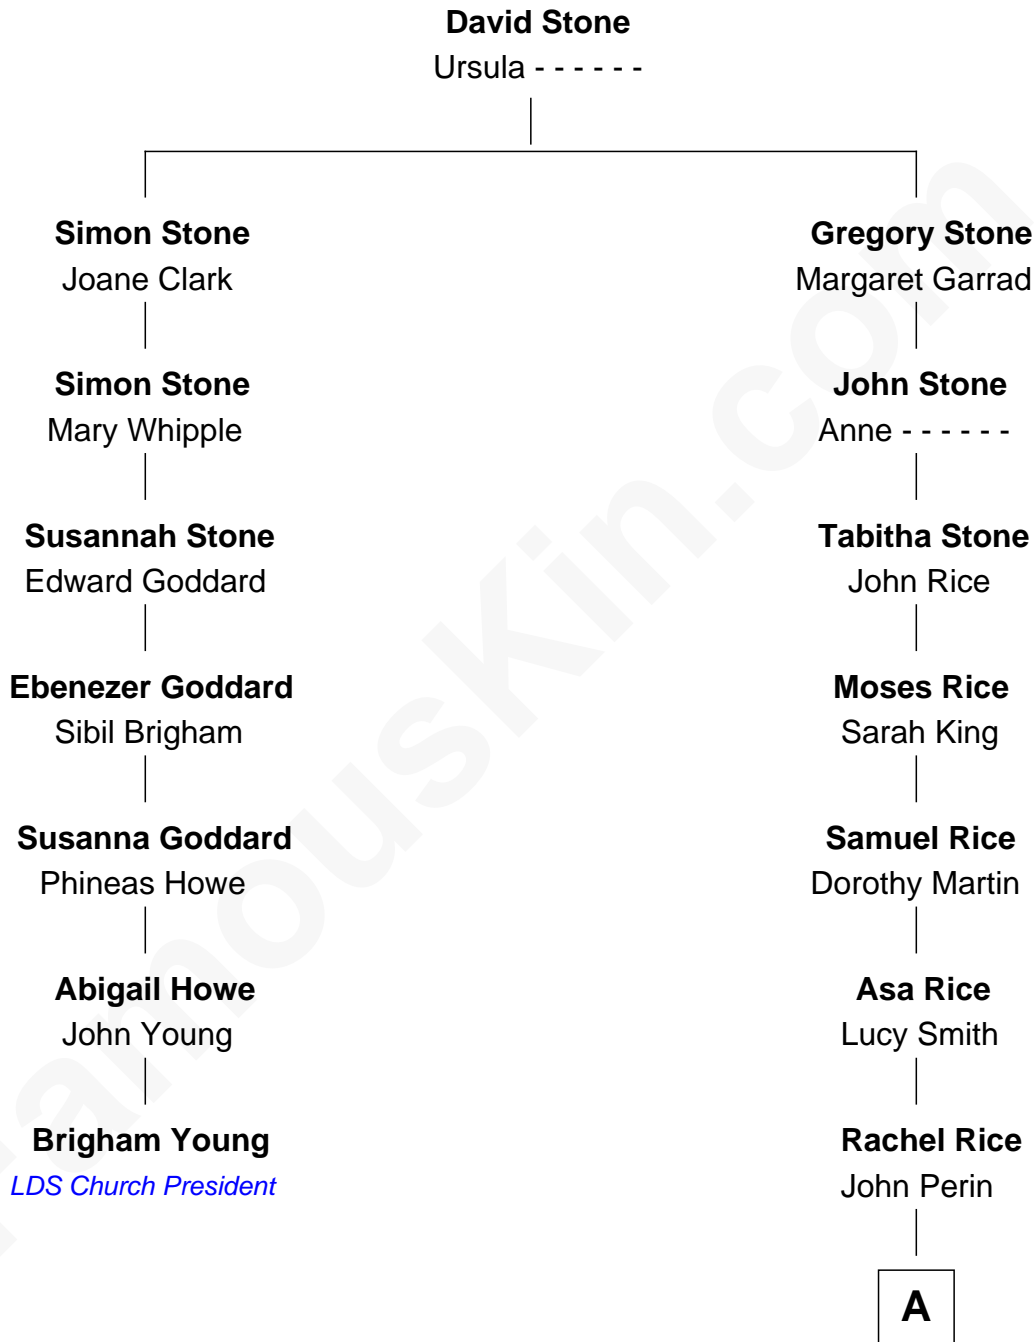 David Stone
Ursula - - - - - -
Simon Stone
Joane Clark
Gregory Stone
Margaret Garrad
Simon Stone
Mary Whipple
John Stone
Anne - - - - - -
Susannah Stone
Edward Goddard
Tabitha Stone
John Rice
Ebenezer Goddard
Sibil Brigham
Moses Rice
Sarah King
Susanna Goddard
Phineas Howe
Samuel Rice
Dorothy Martin
Abigail Howe
John Young
Asa Rice
Lucy Smith
Brigham Young
LDS Church President
Rachel Rice
John Perin
A
FamousKin.com